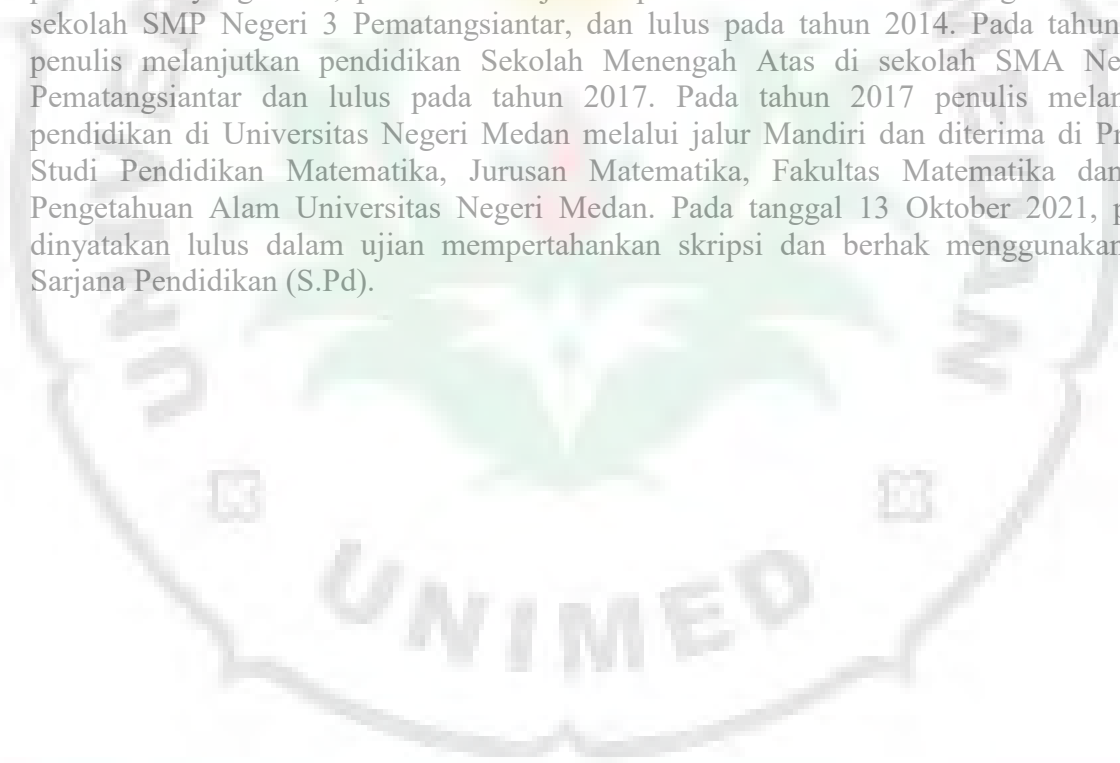 sekolah SMP Negeri 3 Pematangsiantar, dan lulus pada tahun 2014. Pada tahun
penulis melanjutkan pendidikan Sekolah Menengah Atas di sekolah SMA Ne
Pematangsiantar dan lulus pada tahun 2017. Pada tahun 2017 penulis melan
pendidikan di Universitas Negeri Medan melalui jalur Mandiri dan diterima di P
Studi Pendidikan Matematika, Jurusan Matematika, Fakultas Matematika dan
Pengetahuan Alam Universitas Negeri Medan. Pada tanggal 13 Oktober 2021,
dinyatakan lulus dalam ujian mempertahankan skripsi dan berhak menggunakan
Sarjana Pendidikan (S.Pd).
UNIMED